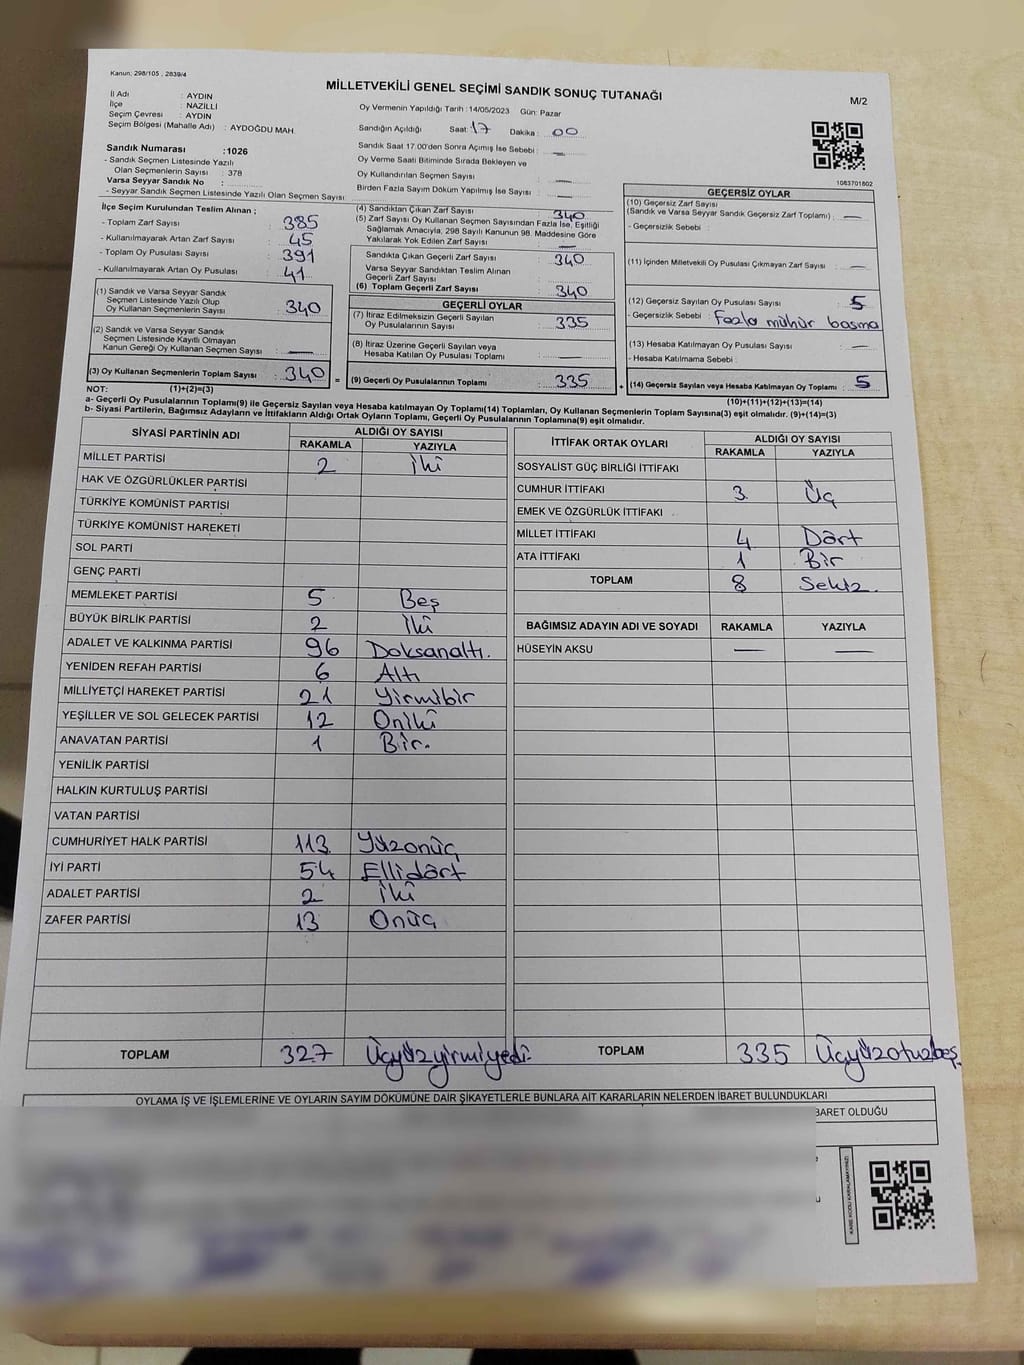 Kanun: 298/105 , 2839/4
MİLLETVEKİLİ GENEL SEÇİMİ SANDIK SONUÇ TUTANAĞI
M/2
İl Adı : AYDIN
İlçe : NAZİLLİ
Seçim Çevresi : AYDIN
Seçim Bölgesi (Mahalle Adı) : AYDOĞDU MAH.
Oy Vermenin Yapıldığı Tarih : 14/05/2023 Gün: Pazar
Sandığın Açıldığı Saat: 17 Dakika : 00
Sandık Saat 17.00'den Sonra Açımış İse Sebebi : —
Oy Verme Saati Bitiminde Sırada Bekleyen ve
Oy Kullandırılan Seçmen Sayısı : —
Birden Fazla Sayım Döküm Yapılmış İse Sayısı : —
1063701602
Sandık Numarası :1026
- Sandık Seçmen Listesinde Yazılı
Olan Seçmenlerin Sayısı : 378
Varsa Seyyar Sandık No :
- Seyyar Sandık Seçmen Listesinde Yazılı Olan Seçmen Sayısı
İlçe Seçim Kurulundan Teslim Alınan ;
- Toplam Zarf Sayısı : 385
- Kullanılmayarak Artan Zarf Sayısı : 45
- Toplam Oy Pusulası Sayısı : 391
- Kullanılmayarak Artan Oy Pusulası : 41
(1) Sandık ve Varsa Seyyar Sandık
Seçmen Listesinde Yazılı Olup
Oy Kullanan Seçmenlerin Sayısı : 340
(2) Sandık ve Varsa Seyyar Sandık
Seçmen Listesinde Kayıtlı Olmayan
Kanun Gereği Oy Kullanan Seçmen Sayısı : —
(3) Oy Kullanan Seçmenlerin Toplam Sayısı : 340 =
(4) Sandıktan Çıkan Zarf Sayısı : 340
(5) Zarf Sayısı Oy Kullanan Seçmen Sayısından Fazla İse, Eşitliği
Sağlamak Amacıyla, 298 Sayılı Kanunun 98. Maddesine Göre
Yakılarak Yok Edilen Zarf Sayısı : —
Sandıkta Çıkan Geçerli Zarf Sayısı : 340
Varsa Seyyar Sandıktan Teslim Alınan
Geçerli Zarf Sayısı :
(6) Toplam Geçerli Zarf Sayısı : 340
GEÇERLİ OYLAR
(7) İtiraz Edilmeksizin Geçerli Sayılan
Oy Pusulalarının Sayısı : 335
(8) İtiraz Üzerine Geçerli Sayılan veya
Hesaba Katılan Oy Pusulası Toplamı : —
(9) Geçerli Oy Pusulalarının Toplamı : 335 +
GEÇERSİZ OYLAR
(10) Geçersiz Zarf Sayısı
(Sandık ve Varsa Seyyar Sandık Geçersiz Zarf Toplamı) : —
- Geçersizlik Sebebi :
(11) İçinden Milletvekili Oy Pusulası Çıkmayan Zarf Sayısı : —
(12) Geçersiz Sayılan Oy Pusulası Sayısı : 5
- Geçersizlik Sebebi : Fazla mühür basma
(13) Hesaba Katılmayan Oy Pusulası Sayısı : —
- Hesaba Katılmama Sebebi :
(14) Geçersiz Sayılan veya Hesaba Katılmayan Oy Toplamı : 5
NOT: (1)+(2)=(3)
(10)+(11)+(12)+(13)=(14)
a- Geçerli Oy Pusulaları Toplamı(9) ile Geçersiz Sayılan veya Hesaba katılmayan Oy Toplamı(14) Toplamları, Oy Kullanan Seçmenlerin Toplam Sayısına(3) eşit olmalıdır. (9)+(14)=(3)
b- Siyasi Partilerin, Bağımsız Adayların ve İttifakların Aldığı Ortak Oyların Toplamı, Geçerli Oy Pusulalarının Toplamına(9) eşit olmalıdır.
SİYASİ PARTİNİN ADI ALDIĞI OY SAYISI
RAKAMLA YAZIYLA
MİLLET PARTİSİ 2 İki
HAK VE ÖZGÜRLÜKLER PARTİSİ
TÜRKİYE KOMÜNİST PARTİSİ
TÜRKİYE KOMÜNİST HAREKETİ
SOL PARTİ
GENÇ PARTİ
MEMLEKET PARTİSİ 5 Beş
BÜYÜK BİRLİK PARTİSİ 2 İki
ADALET VE KALKINMA PARTİSİ 96 Doksanaltı.
YENİDEN REFAH PARTİSİ 6 Altı
MİLLİYETÇİ HAREKET PARTİSİ 21 Yirmibir
YEŞİLLER VE SOL GELECEK PARTİSİ 12 Oniki
ANAVATAN PARTİSİ 1 Bir.
YENİLİK PARTİSİ
HALKIN KURTULUŞ PARTİSİ
VATAN PARTİSİ
CUMHURİYET HALK PARTİSİ 113 Yüzonüç
İYİ PARTİ 54 Ellidört
ADALET PARTİSİ 2 İki
ZAFER PARTİSİ 13 Onüç
TOPLAM 327 Üçyüzyirmiyedi
İTTİFAK ORTAK OYLARI ALDIĞI OY SAYISI
RAKAMLA YAZIYLA
SOSYALİST GÜÇ BİRLİĞİ İTTİFAKI
CUMHUR İTTİFAKI 3 Üç
EMEK VE ÖZGÜRLÜK İTTİFAKI
MİLLET İTTİFAKI 4 Dört
ATA İTTİFAKI 1 Bir
TOPLAM 8 Sekiz.
BAĞIMSIZ ADAYIN ADI VE SOYADI RAKAMLA YAZIYLA
HÜSEYİN AKSU — —
TOPLAM 335 Üçyüzotuzbeş.
OYLAMA İŞ VE İŞLEMLERİNE VE OYLARIN SAYIM DÖKÜMÜNE DAİR ŞİKAYETLERLE BUNLARA AİT KARARLARIN NELERDEN İBARET BULUNDUKLARI
BARET OLDUĞU